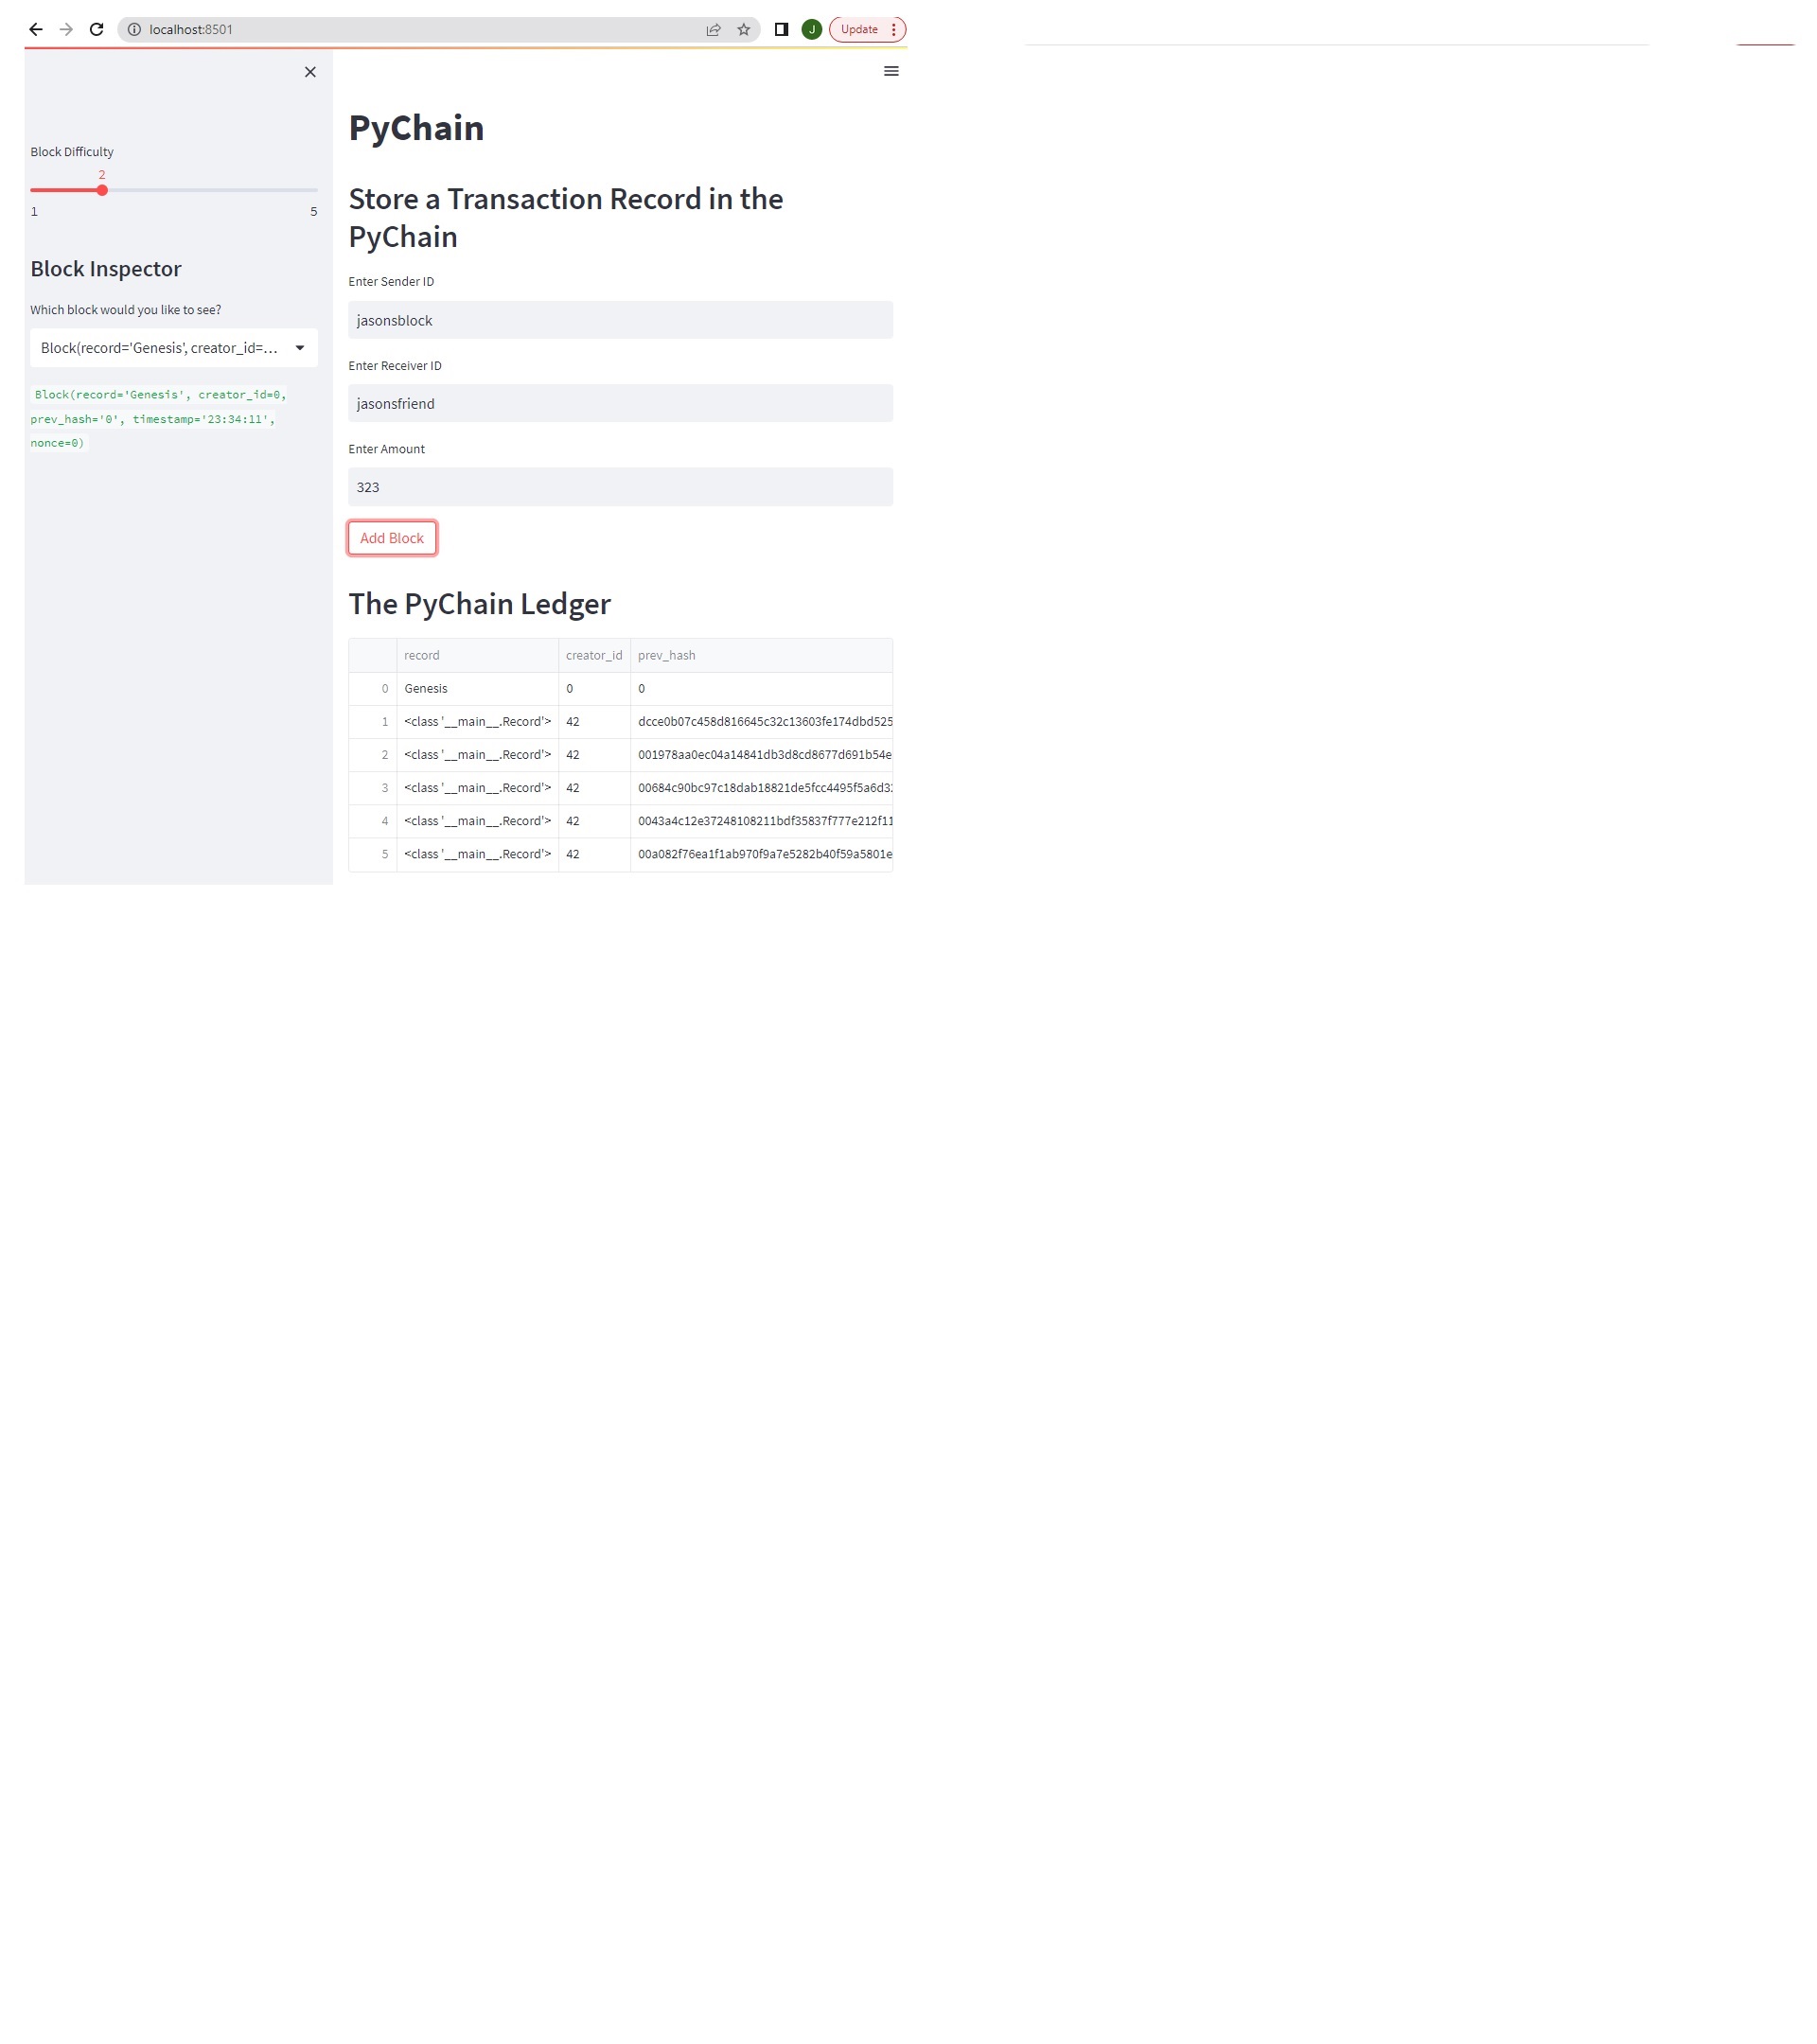 localhost:8501
J
Update
Block Difficulty
2
1 5
Block Inspector
Which block would you like to see?
Block(record='Genesis', creator_id=...
Block(record='Genesis', creator_id=0,
prev_hash='0', timestamp='23:34:11',
nonce=0)
PyChain
Store a Transaction Record in the
PyChain
Enter Sender ID
jasonsblock
Enter Receiver ID
jasonsfriend
Enter Amount
323
Add Block
The PyChain Ledger
record creator_id prev_hash
0 Genesis 0 0
1 <class '__main__.Record'> 42 dcce0b07c458d816645c32c13603fe174dbd525
2 <class '__main__.Record'> 42 001978aa0ec04a14841db3d8cd8677d691b54e
3 <class '__main__.Record'> 42 00684c90bc97c18dab18821de5fcc4495f5a6d3
4 <class '__main__.Record'> 42 0043a4c12e37248108211bdf35837f777e212f11
5 <class '__main__.Record'> 42 00a082f76ea1f1ab970f9a7e5282b40f59a5801e